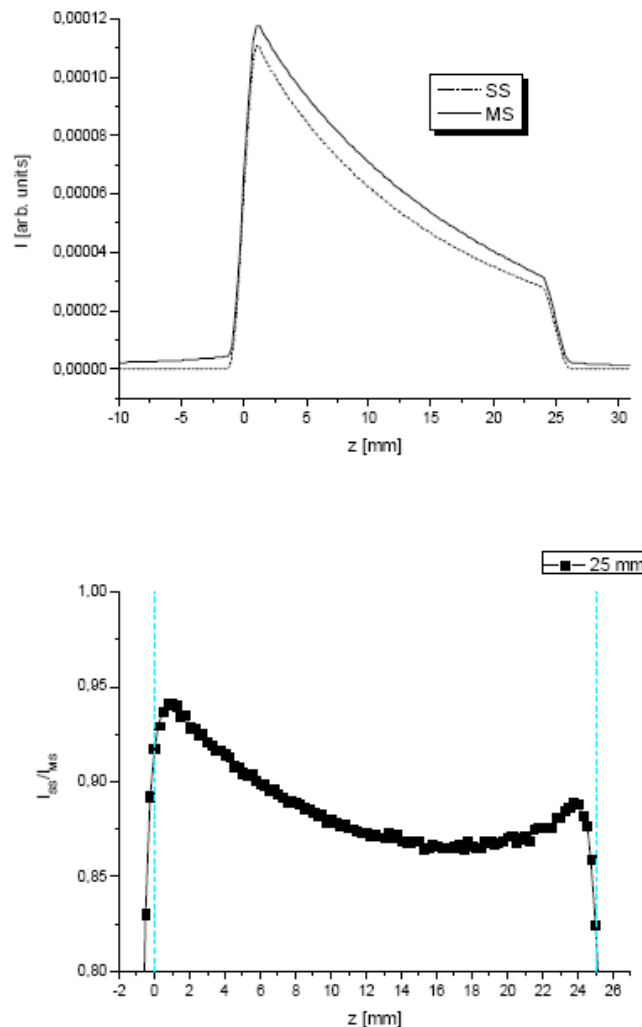 0,00012
0,00010
0,00008
0,00006
0,00004
0,00002
0,00000
I [arb. units]
SS
MS
-10 -5 0 5 10 15 20 25 30
z [mm]
25 mm
1,00
0,95
0,90
0,85
0,80
I_SS/I_MS
-2 0 2 4 6 8 10 12 14 16 18 20 22 24 26
z [mm]